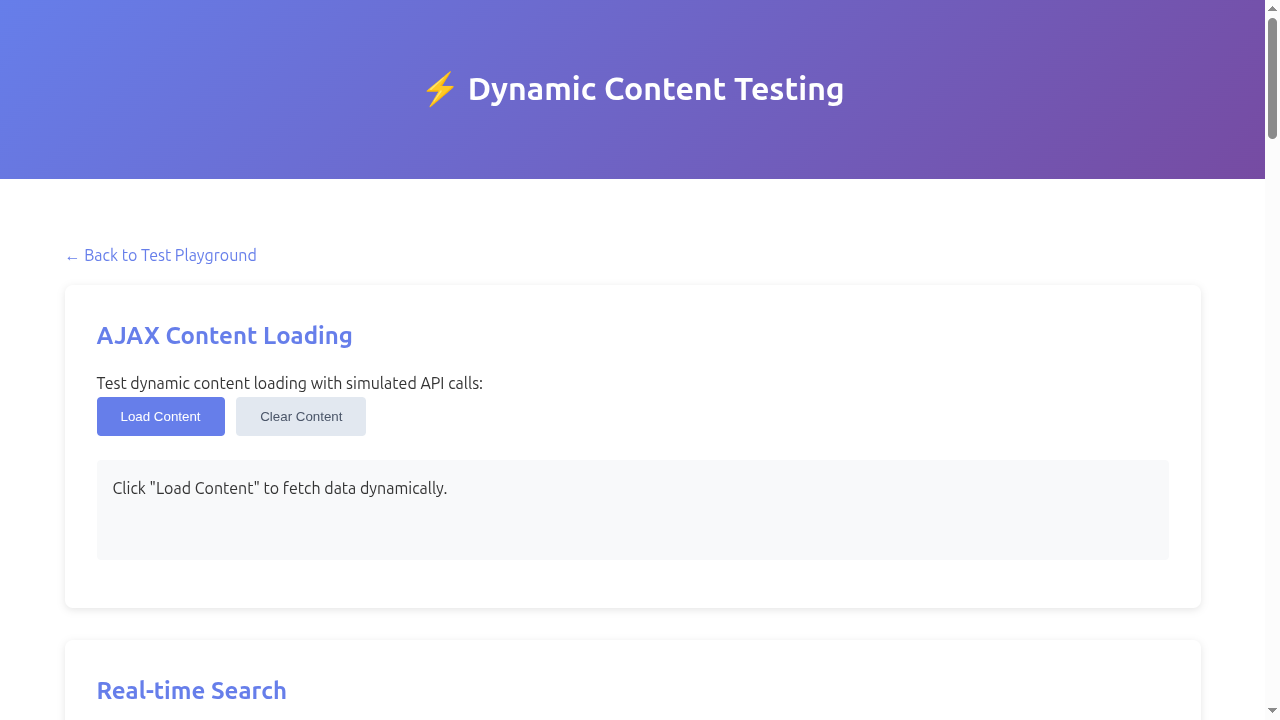 ⚡ Dynamic Content Testing
← Back to Test Playground
AJAX Content Loading
Test dynamic content loading with simulated API calls:
Load Content
Clear Content
Click "Load Content" to fetch data dynamically.
Real-time Search